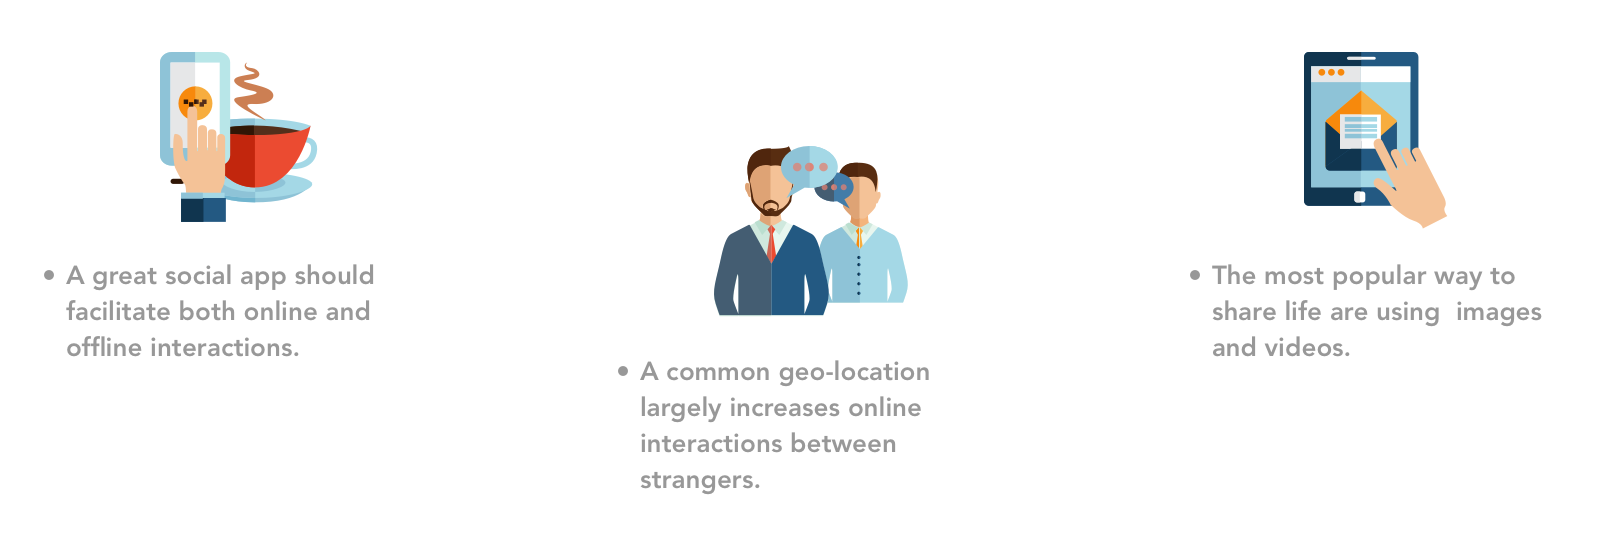 • A great social app should
facilitate both online and
offline interactions.
• A common geo-location
largely increases online
interactions between
strangers.
• The most popular way to
share life are using  images
and videos.